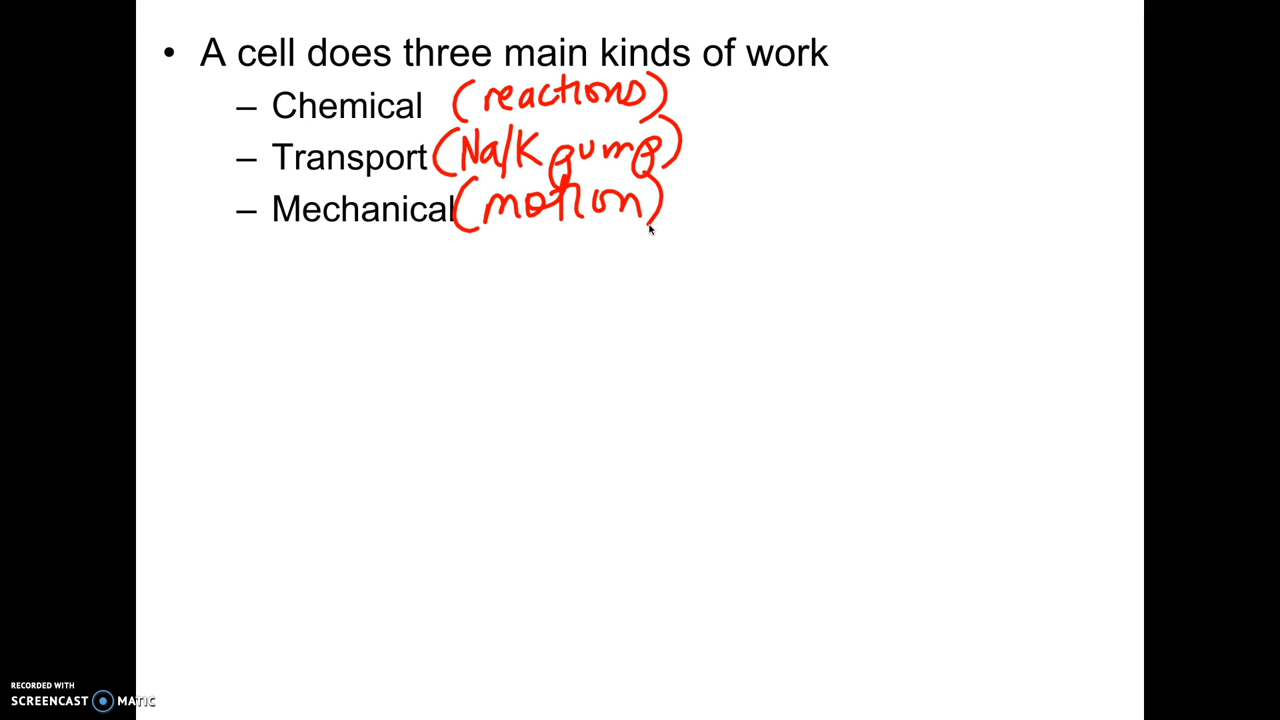 • A cell does three main kinds of work
– Chemical (reactions)
– Transport (Na/K pump)
– Mechanical (motion)
RECORDED WITH
SCREENCAST MATIC